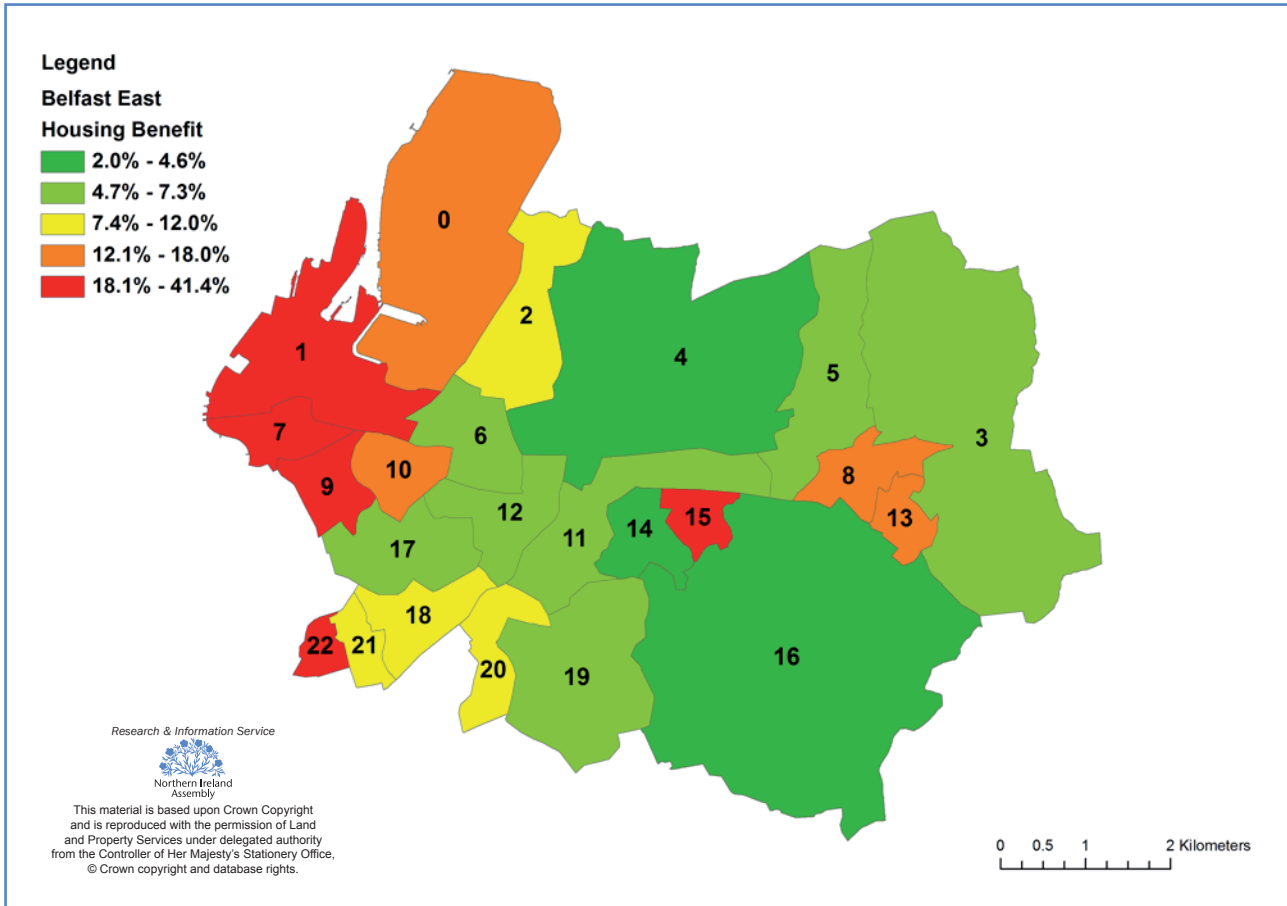 Legend
Belfast East
Housing Benefit
2.0% - 4.6%
4.7% - 7.3%
7.4% - 12.0%
12.1% - 18.0%
18.1% - 41.4%
0
1
2
4
5
3
7
6
10
9
8
12
15
13
14
11
17
18
22
21
20
19
16
Research & Information Service
Northern Ireland
Assembly
This material is based upon Crown Copyright
and is reproduced with the permission of Land
and Property Services under delegated authority
from the Controller of Her Majesty's Stationery Office,
© Crown copyright and database rights.
0 0.5 1 2 Kilometers